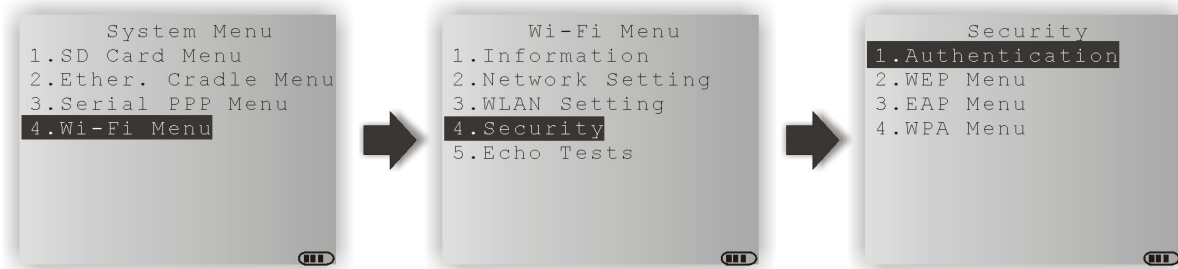 System Menu
1.SD Card Menu
2.Ether. Cradle Menu
3.Serial PPP Menu
4.Wi-Fi Menu
Wi-Fi Menu
1.Information
2.Network Setting
3.WLAN Setting
4.Security
5.Echo Tests
Security
1.Authentication
2.WEP Menu
3.EAP Menu
4.WPA Menu